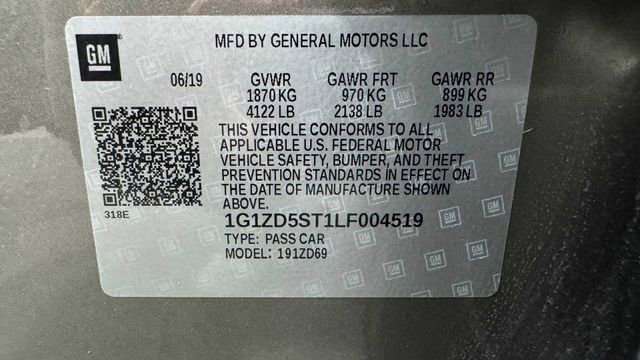 GM
MFD BY GENERAL MOTORS LLC
06/19 GVWR GAWR FRT GAWR RR
1870 KG 970 KG 899 KG
4122 LB 2138 LB 1983 LB
THIS VEHICLE CONFORMS TO ALL
APPLICABLE U.S. FEDERAL MOTOR
VEHICLE SAFETY, BUMPER, AND THEFT
PREVENTION STANDARDS IN EFFECT ON
THE DATE OF MANUFACTURE SHOWN
ABOVE.
318E
1G1ZD5ST1LF004519
TYPE: PASS CAR
MODEL: 191ZD69